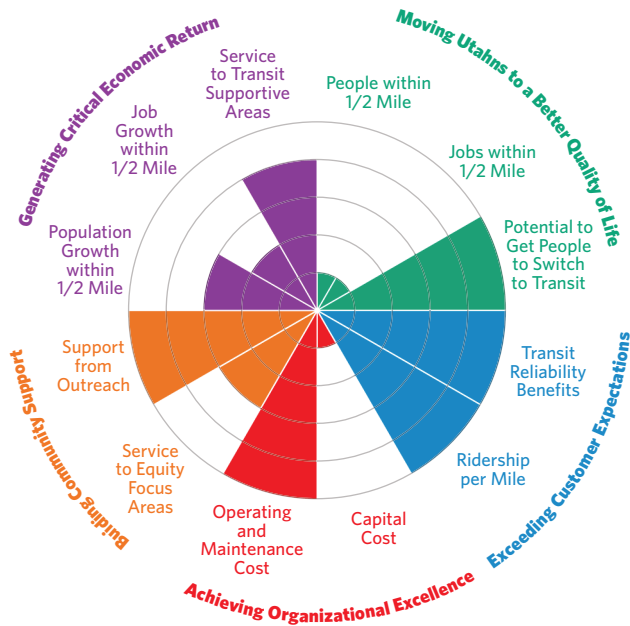 Generating Critical Economic Return
Moving Utahns to a Better Quality of Life
Service
to Transit
Supportive
Areas
People within
1/2 Mile
Job
Growth
within
1/2 Mile
Jobs within
1/2 Mile
Population
Growth
within
1/2 Mile
Potential to
Get People
to Switch
to Transit
Support
from
Outreach
Transit
Reliability
Benefits
Service
to Equity
Focus
Areas
Ridership
per Mile
Operating
and
Maintenance
Cost
Capital
Cost
Building Community Support
Exceeding Customer Expectations
Achieving Organizational Excellence